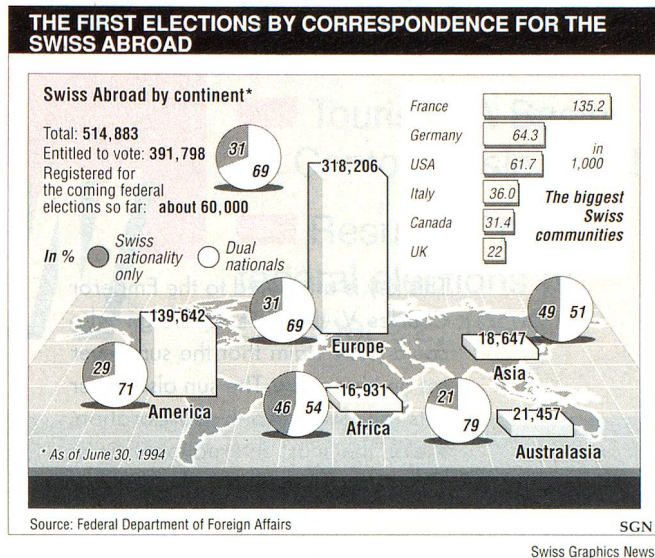 THE FIRST ELECTIONS BY CORRESPONDENCE FOR THE
SWISS ABROAD
Swiss Abroad by continent*
Total: 514,883
Entitled to vote: 391,798
Registered for
the coming federal
elections so far: about 60,000
31
69
In %
Swiss
nationality
only
Dual
nationals
France 135.2
Germany 64.3
USA 61.7
Italy 36.0
Canada 31.4
UK 22
in
1,000
The biggest
Swiss
communities
318,206
31
69
Europe
139,642
29
71
America
49
51
18,647
Asia
46
54
16,931
Africa
21
79
21,457
Australasia
* As of June 30, 1994
Source: Federal Department of Foreign Affairs
SGN
Swiss Graphics News